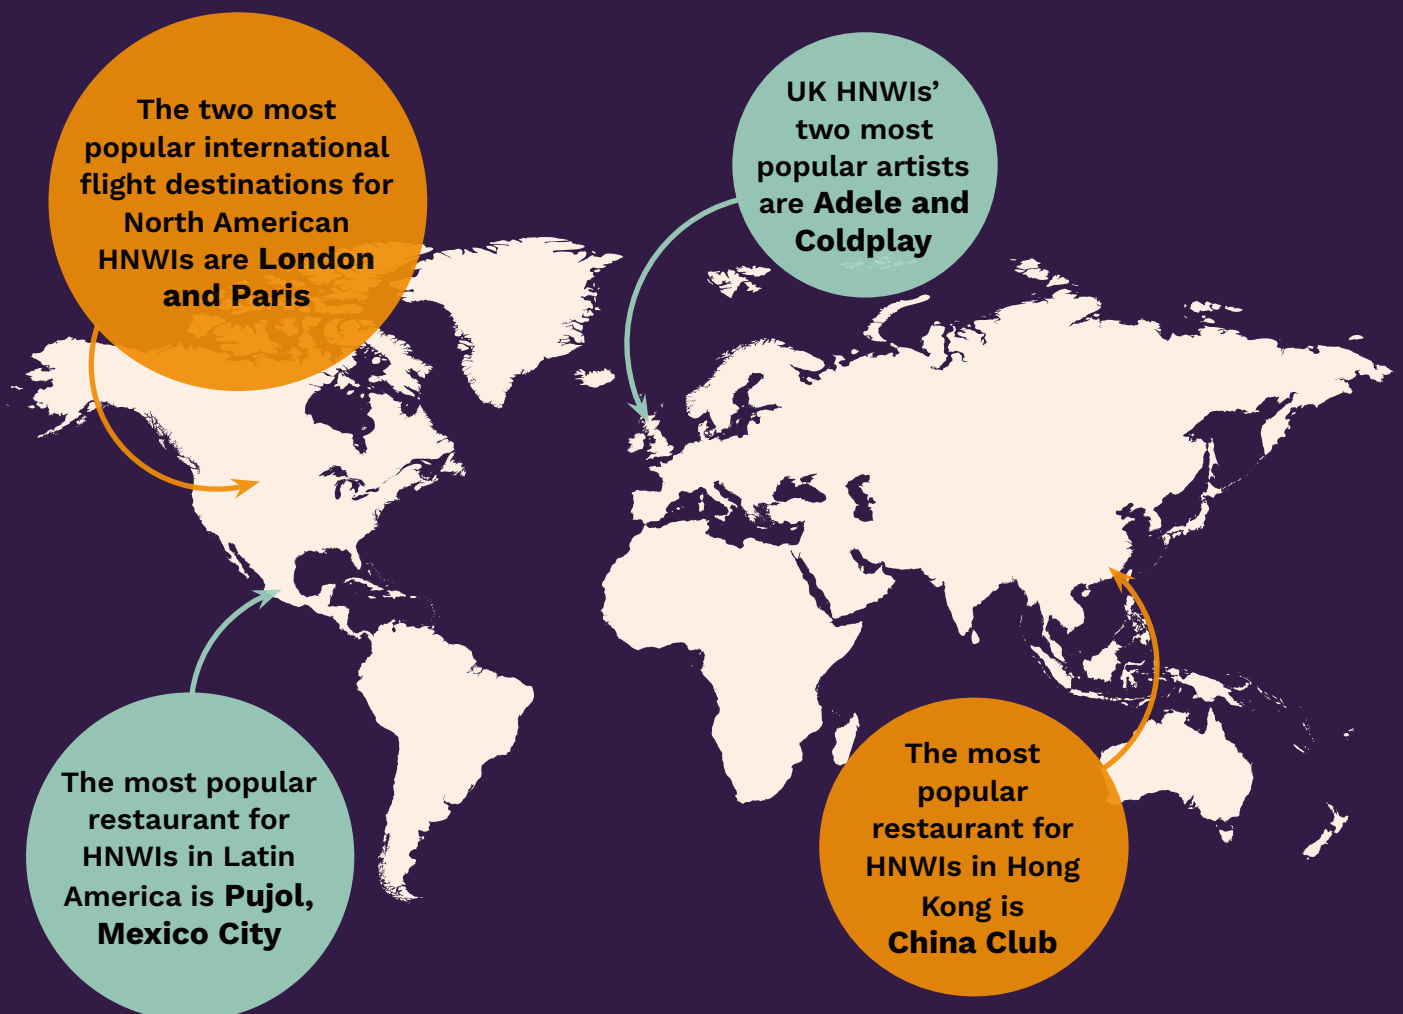 The two most
popular international
flight destinations for
North American
HNWIs are London
and Paris
UK HNWIs’
two most
popular artists
are Adele and
Coldplay
The most popular
restaurant for
HNWIs in Latin
America is Pujol,
Mexico City
The most
popular
restaurant for
HNWIs in Hong
Kong is
China Club